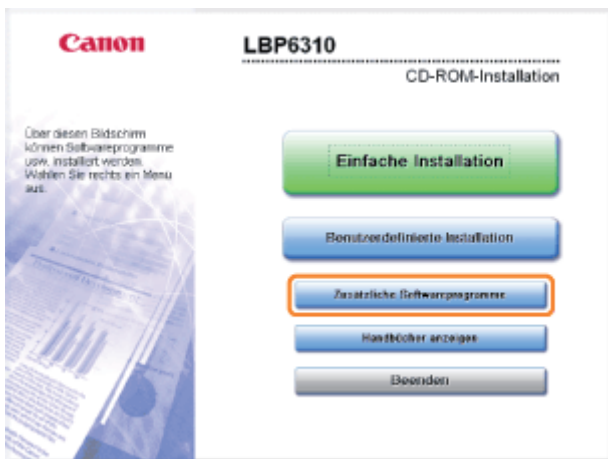 Canon
LBP6310
CD-ROM-Installation
Über diesen Bildschirm
können Softwareprogramme
usw. installiert werden.
Wählen Sie rechts ein Menü
aus.
Einfache Installation
Benutzerdefinierte Installation
Zusätzliche Softwareprogramme
Handbücher anzeigen
Beenden